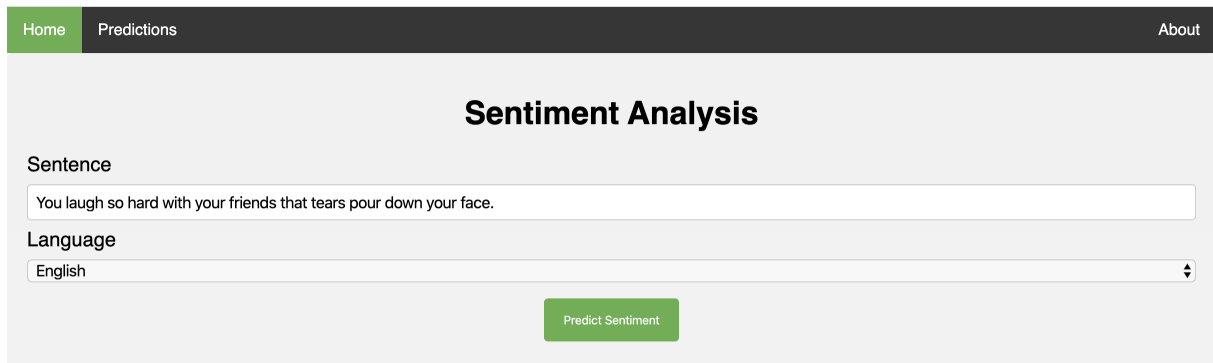 Home Predictions About
Sentiment Analysis
Sentence
You laugh so hard with your friends that tears pour down your face.
Language
English
Predict Sentiment